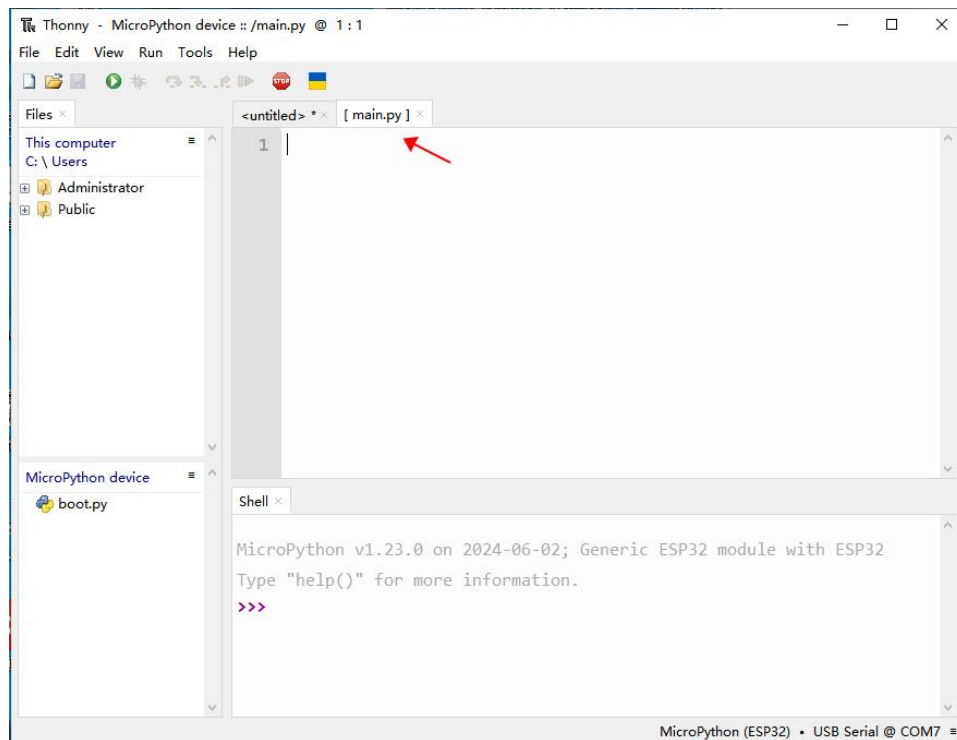 Thonny - MicroPython device :: /main.py @ 1 : 1
File Edit View Run Tools Help
STOP
Files
<untitled> *
[ main.py ]
This computer
C: \ Users
Administrator
Public
1
MicroPython device
boot.py
Shell
MicroPython v1.23.0 on 2024-06-02; Generic ESP32 module with ESP32
Type "help()" for more information.
>>>
MicroPython (ESP32) • USB Serial @ COM7 ≡